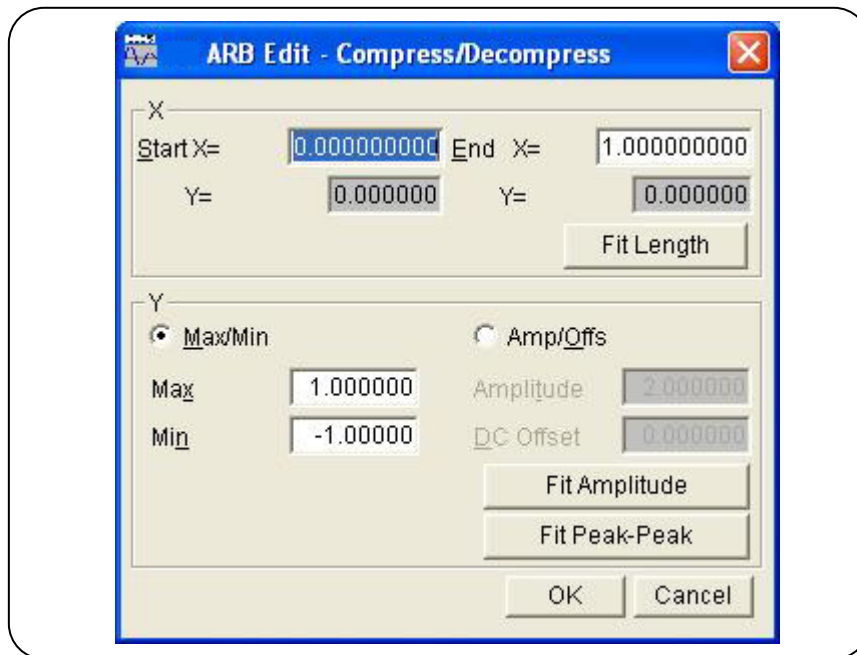 ARB Edit - Compress/Decompress
X
Start X= 0.000000000 End X= 1.000000000
Y= 0.000000 Y= 0.000000
Fit Length
Y
Max/Min Amp/Offs
Max 1.000000 Amplitude 2.000000
Min -1.00000 DC Offset 0.000000
Fit Amplitude
Fit Peak-Peak
OK Cancel